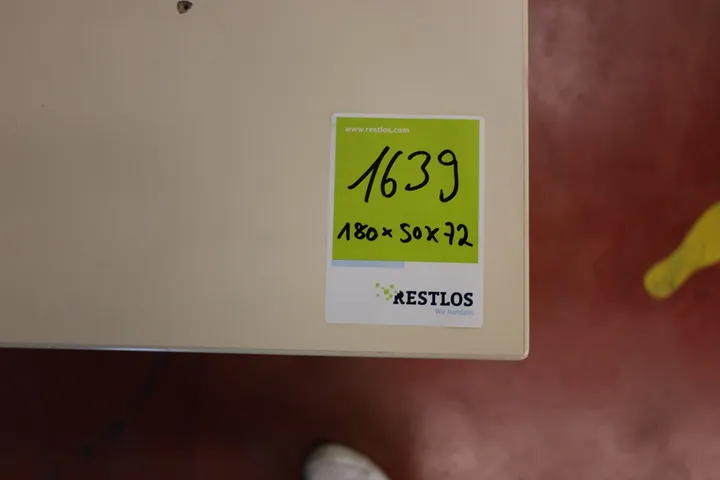 www.restlos.com
1639
180 x 50 x 72
RESTLOS
Wir handeln